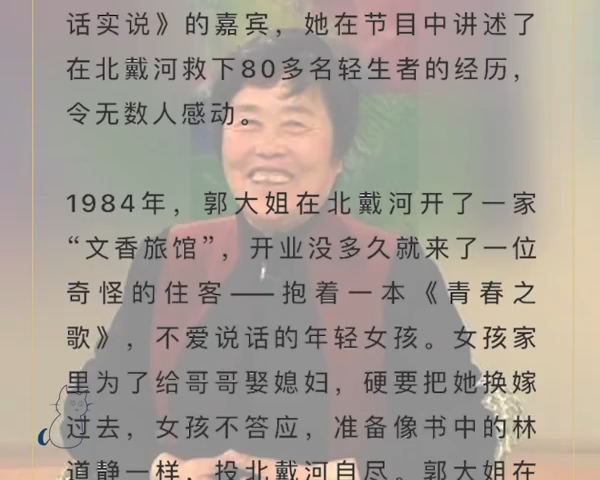 话实说》的嘉宾，她在节目中讲述了
在北戴河救下80多名轻生者的经历，
令无数人感动。
1984年，郭大姐在北戴河开了一家
“文香旅馆”，开业没多久就来了一位
奇怪的住客——抱着一本《青春之
歌》，不爱说话的年轻女孩。女孩家
里为了给哥哥娶媳妇，硬要把她换嫁
过去，女孩不答应，准备像书中的林
道静一样，投北戴河自尽。郭大姐在